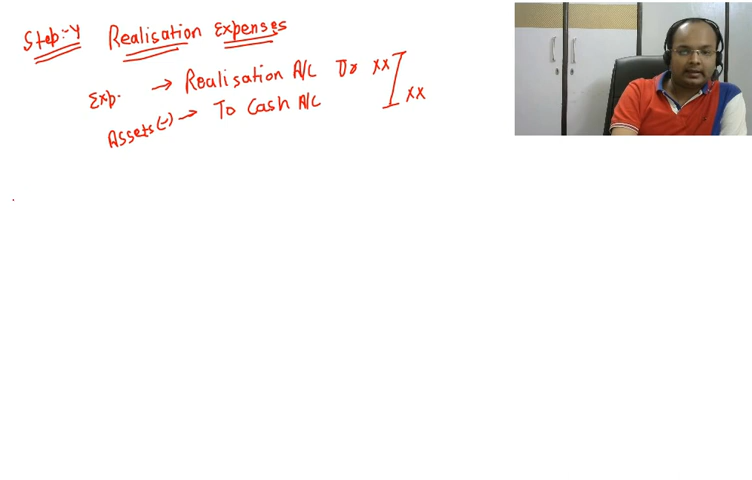 Step:-4 Realisation Expenses
Exp. → Realisation A/C Dr xx
Assets(-) → To Cash A/C xx